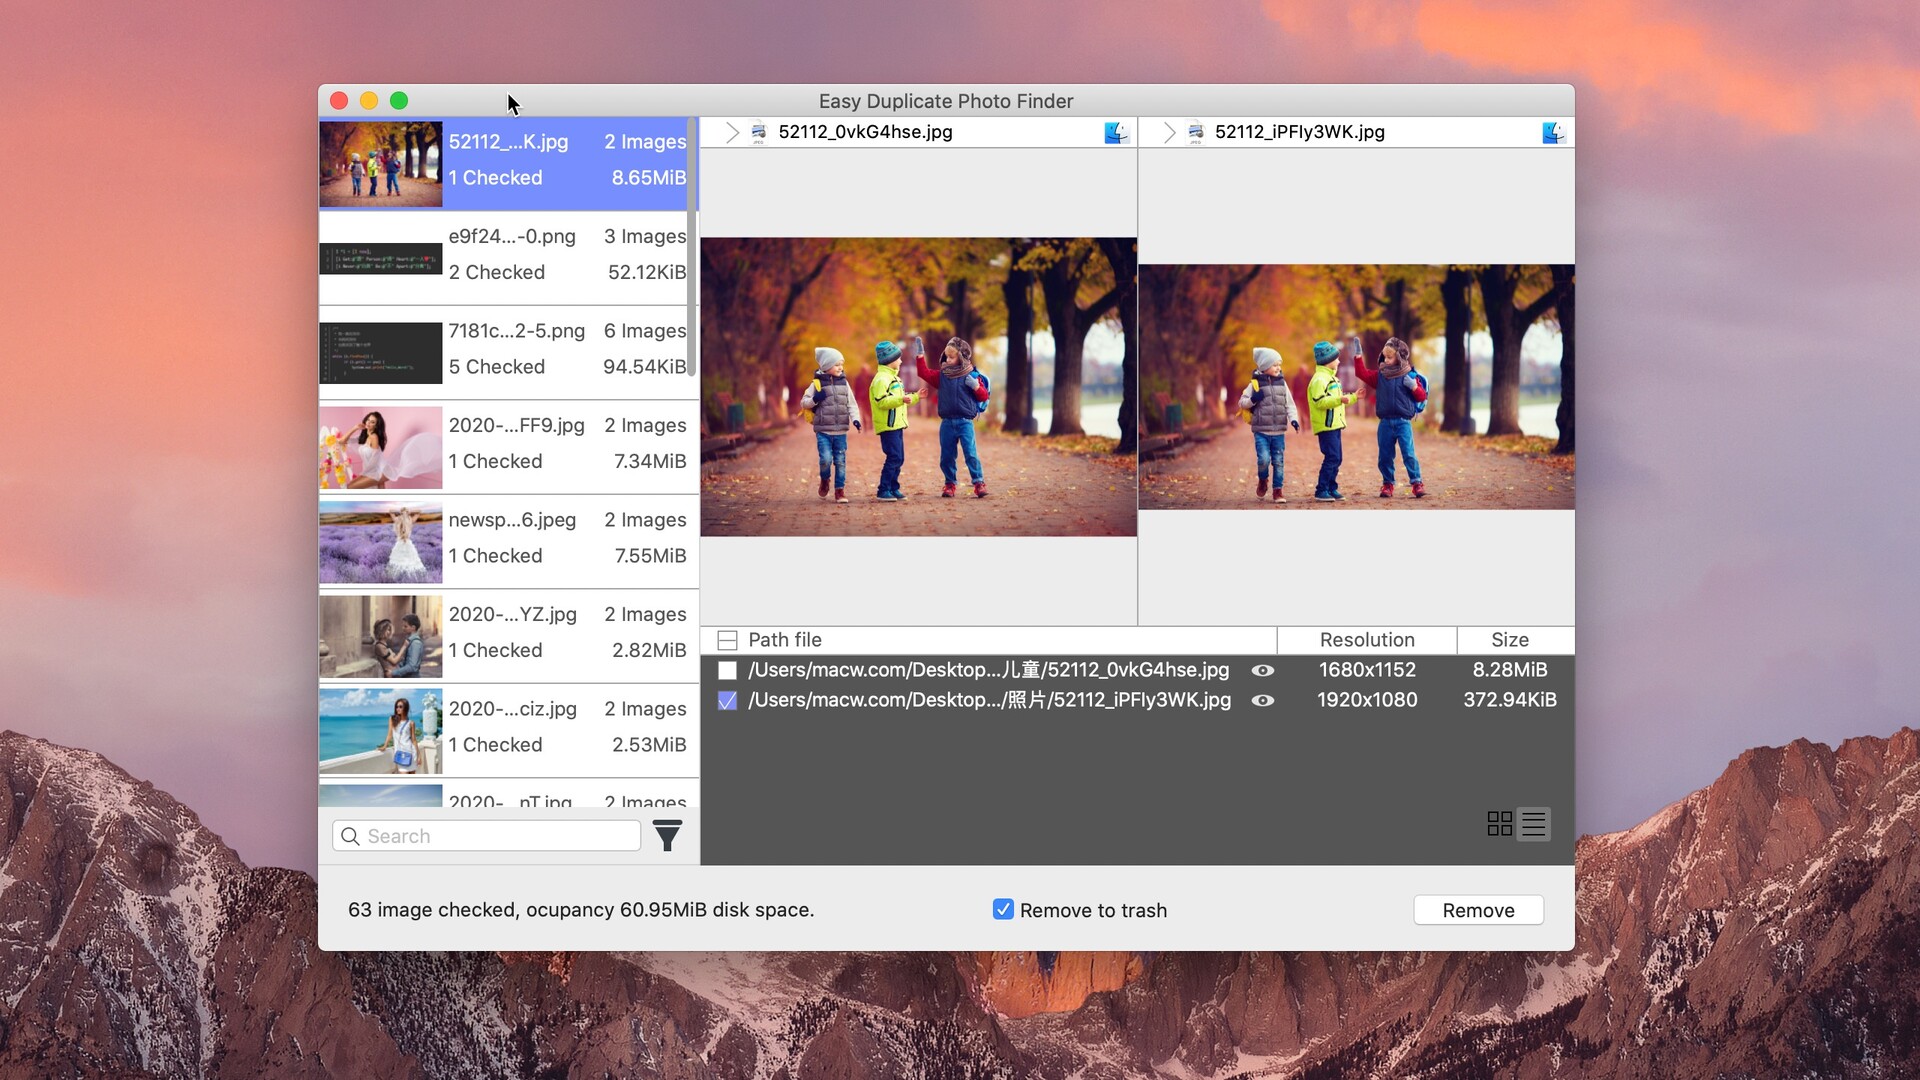 Easy Duplicate Photo Finder
52112_...K.jpg 2 Images
1 Checked 8.65MiB
e9f24...-0.png 3 Images
2 Checked 52.12KiB
7181c...2-5.png 6 Images
5 Checked 94.54KiB
2020-...FF9.jpg 2 Images
1 Checked 7.34MiB
newsp...6.jpeg 2 Images
1 Checked 7.55MiB
2020-...YZ.jpg 2 Images
1 Checked 2.82MiB
2020-...ciz.jpg 2 Images
1 Checked 2.53MiB
2020-...nT.jpg 2 Images
Search
52112_0vkG4hse.jpg
52112_iPFIy3WK.jpg
Path file Resolution Size
/Users/macw.com/Desktop...儿童/52112_0vkG4hse.jpg 1680x1152 8.28MiB
/Users/macw.com/Desktop.../照片/52112_iPFIy3WK.jpg 1920x1080 372.94KiB
63 image checked, ocupancy 60.95MiB disk space.
Remove to trash
Remove